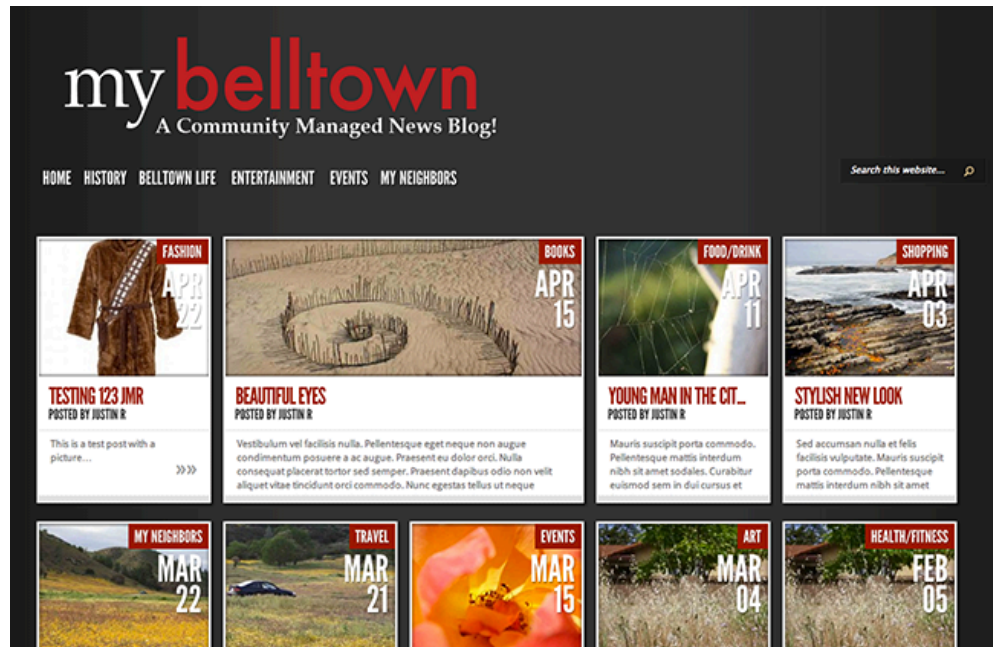 my belltown
A Community Managed News Blog!
HOME HISTORY BELLTOWN LIFE ENTERTAINMENT EVENTS MY NEIGHBORS
Search this website...
FASHION
APR
22
TESTING 123 JMR
POSTED BY JUSTIN R
This is a test post with a
picture...
»»
BOOKS
APR
15
BEAUTIFUL EYES
POSTED BY JUSTIN R
Vestibulum vel facilisis nulla. Pellentesque eget neque non augue
condimentum posuere a ac augue. Praesent eu dolor orci. Nulla
consequat placerat tortor sed semper. Praesent dapibus odio non velit
aliquet vitae tincidunt orci commodo. Nunc egestas tellus ut neque
FOOD/DRINK
APR
11
YOUNG MAN IN THE CIT...
POSTED BY JUSTIN R
Mauris suscipit porta commodo.
Pellentesque mattis interdum
nibh sit amet sodales. Curabitur
euismod sem in dui cursus et
SHOPPING
APR
03
STYLISH NEW LOOK
POSTED BY JUSTIN R
Sed accumsan nulla et felis
facilisis vulputate. Mauris suscipit
porta commodo. Pellentesque
mattis interdum nibh sit amet
MY NEIGHBORS
MAR
22
TRAVEL
MAR
21
EVENTS
MAR
15
ART
MAR
04
HEALTH/FITNESS
FEB
05